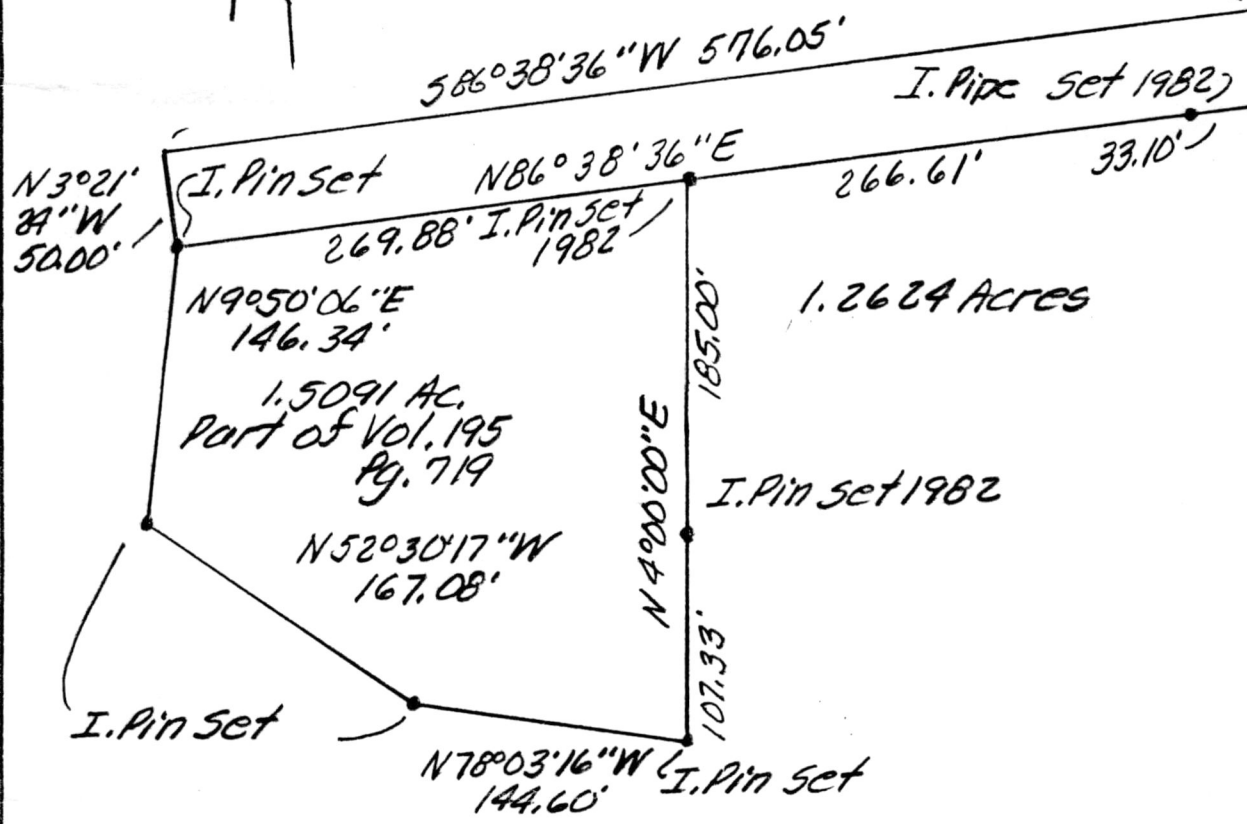 S86°38'36"W 576.05'
I. Pipe Set 1982
N3°21'
"W
50.00'
I. Pin Set
N86°38'36"E
266.61'
33.10'
269.88'
I. Pin Set
1982
N9°50'06"E
146.34'
1.2624 Acres
185.00'
1.5091 Ac.
Part of Vol. 195
Pg. 719
N4°00'00"E
I. Pin Set 1982
N52°30'17"W
167.08'
107.33'
I. Pin Set
N78°03'16"W
144.60'
I. Pin Set